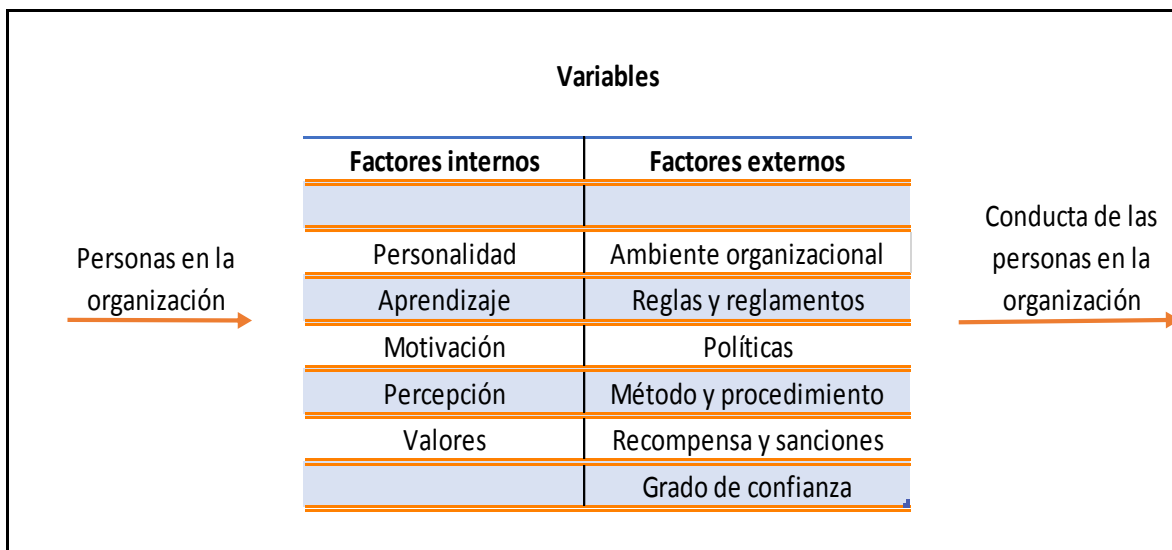 Variables
Factores internos Factores externos
Personas en la
organización
Personalidad Ambiente organizacional
Aprendizaje Reglas y reglamentos
Motivación Políticas
Percepción Método y procedimiento
Valores Recompensa y sanciones
Grado de confianza
Conducta de las
personas en la
organización